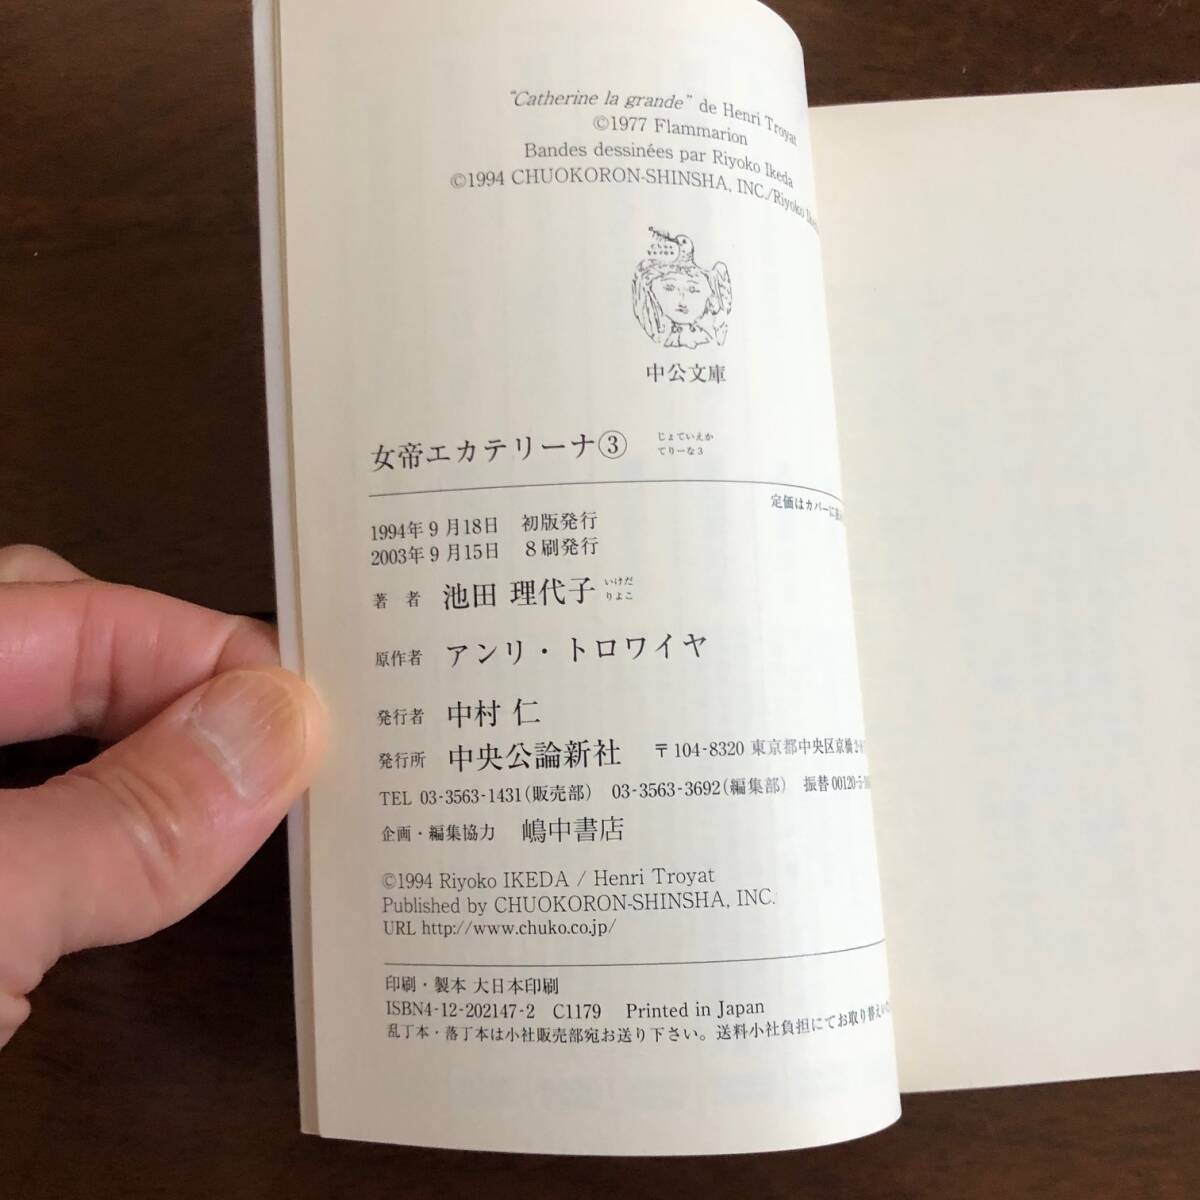 "Catherine la grande" de Henri Troyat
©1977 Flammarion
Bandes dessinées par Riyoko Ikeda
©1994 CHUOKORON-SHINSHA, INC./Riyoko
中公文庫
女帝エカテリーナ③ じょていえか
てりーな3
定価はカバーに
1994年9月18日 初版発行
2003年9月15日 8刷発行
著者 池田 理代子 いけだ
りよこ
原作者 アンリ・トロワイヤ
発行者 中村 仁
発行所 中央公論新社 〒104-8320 東京都中央区京橋2
TEL 03-3563-1431(販売部) 03-3563-3692(編集部) 振替00120-5-
企画・編集協力 嶋中書店
©1994 Riyoko IKEDA / Henri Troyat
Published by CHUOKORON-SHINSHA, INC.
URL http://www.chuko.co.jp/
印刷・製本 大日本印刷
ISBN4-12-202147-2 C1179 Printed in Japan
乱丁本・落丁本は小社販売部宛お送り下さい。送料小社負担にてお取り替え